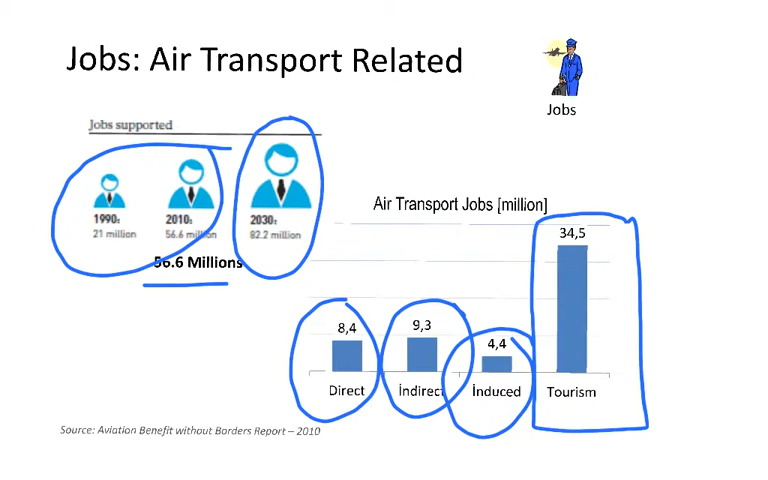 Jobs: Air Transport Related
Jobs
Jobs supported
1990: 2010: 2030:
21 million 56.6 million 82.2 million
56.6 Millions
Air Transport Jobs [million]
34,5
8,4 9,3 4,4
Direct İndirect İnduced Tourism
Source: Aviation Benefit without Borders Report – 2010